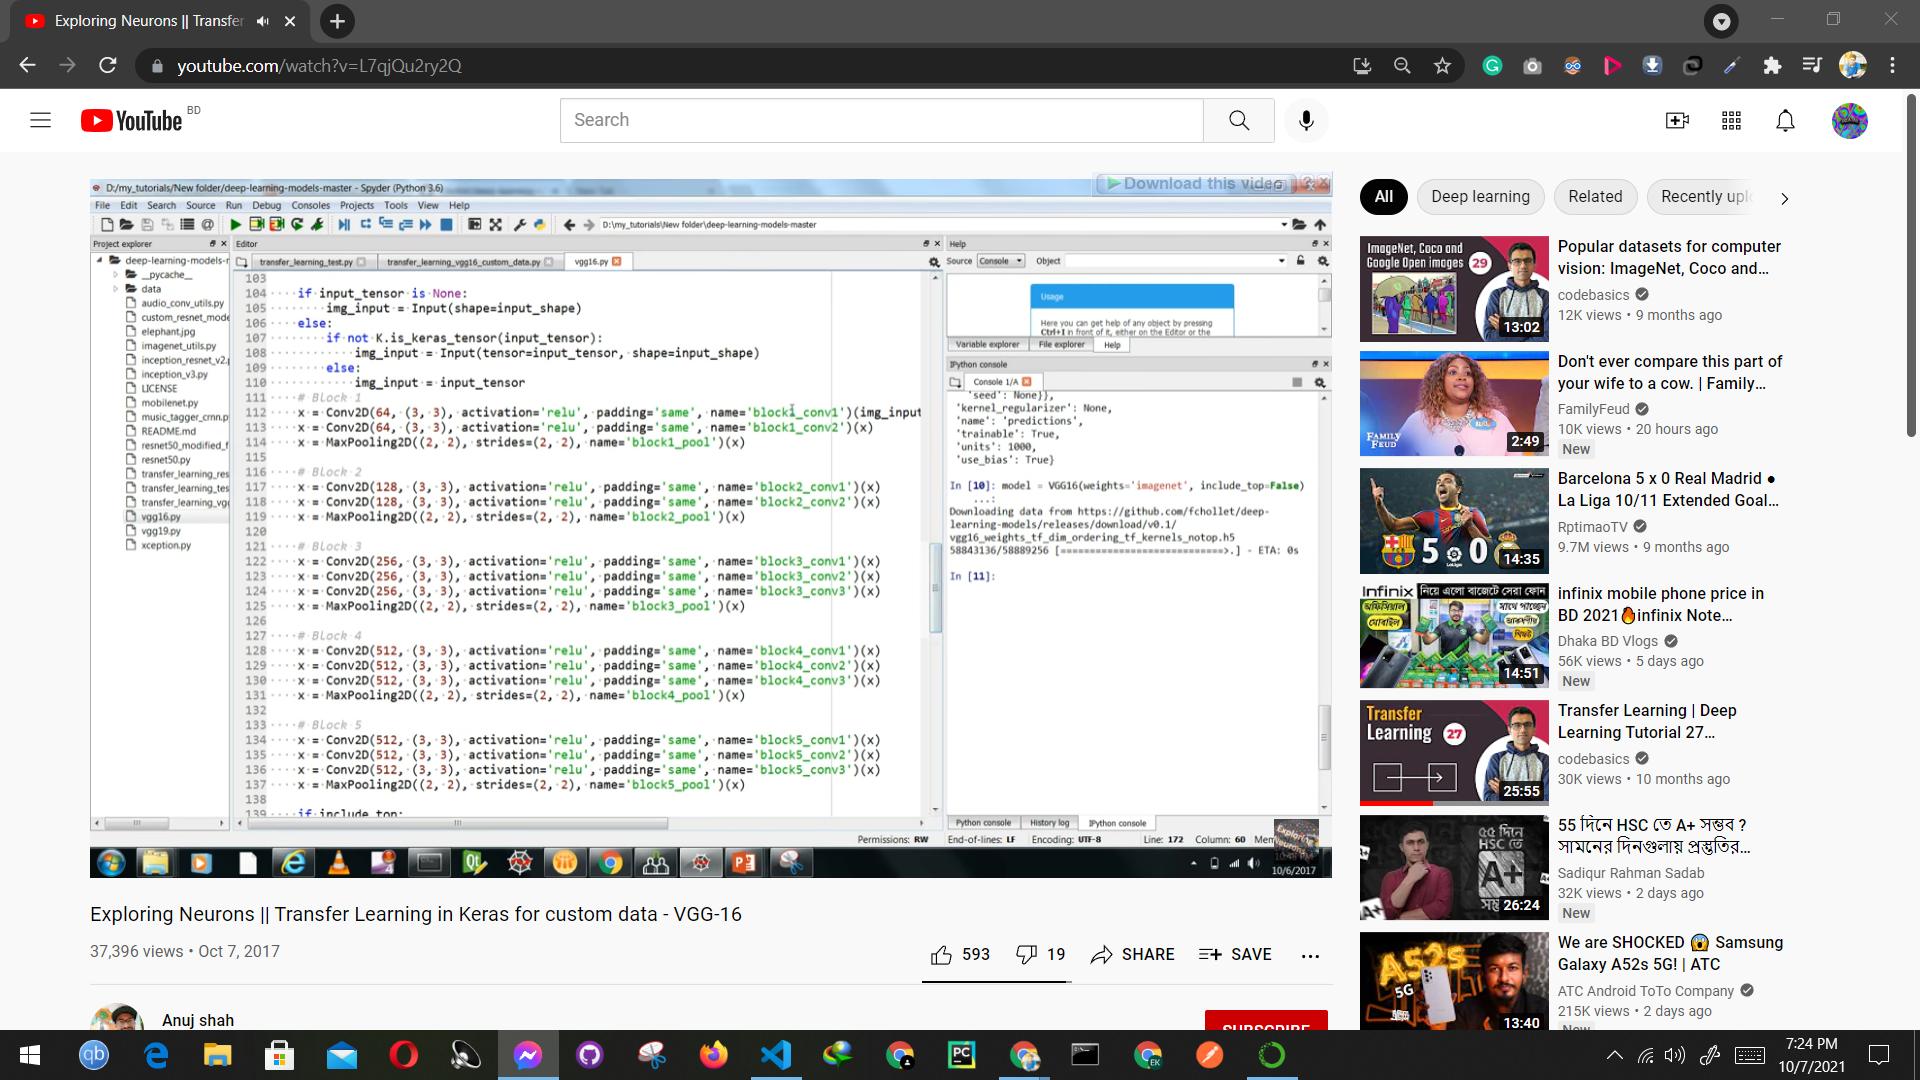 Exploring Neurons || Transfer
youtube.com/watch?v=L7qjQu2ry2Q
YouTube BD
Search
D:/my_tutorials/New folder/deep-learning-models-master - Spyder (Python 3.6)
Download this video
File Edit Search Source Run Debug Consoles Projects Tools View Help
D:\my_tutorials\New folder\deep-learning-models-master
Project explorer
deep-learning-models-r
__pycache__
data
audio_conv_utils.py
custom_resnet_mode
elephant.jpg
imagenet_utils.py
inception_resnet_v2.
inception_v3.py
LICENSE
mobilenet.py
music_tagger_crnn.p
README.md
resnet50_modified_f
resnet50.py
transfer_learning_res
transfer_learning_tes
transfer_learning_vg
vgg16.py
vgg19.py
xception.py
Editor
transfer_learning_test.py transfer_learning_vgg16_custom_data.py vgg16.py
103
104 if input_tensor is None:
105 img_input = Input(shape=input_shape)
106 else:
107 if not K.is_keras_tensor(input_tensor):
108 img_input = Input(tensor=input_tensor, shape=input_shape)
109 else:
110 img_input = input_tensor
111 # Block 1
112 x = Conv2D(64, (3, 3), activation='relu', padding='same', name='block1_conv1')(img_input
113 x = Conv2D(64, (3, 3), activation='relu', padding='same', name='block1_conv2')(x)
114 x = MaxPooling2D((2, 2), strides=(2, 2), name='block1_pool')(x)
115
116 # Block 2
117 x = Conv2D(128, (3, 3), activation='relu', padding='same', name='block2_conv1')(x)
118 x = Conv2D(128, (3, 3), activation='relu', padding='same', name='block2_conv2')(x)
119 x = MaxPooling2D((2, 2), strides=(2, 2), name='block2_pool')(x)
120
121 # Block 3
122 x = Conv2D(256, (3, 3), activation='relu', padding='same', name='block3_conv1')(x)
123 x = Conv2D(256, (3, 3), activation='relu', padding='same', name='block3_conv2')(x)
124 x = Conv2D(256, (3, 3), activation='relu', padding='same', name='block3_conv3')(x)
125 x = MaxPooling2D((2, 2), strides=(2, 2), name='block3_pool')(x)
126
127 # Block 4
128 x = Conv2D(512, (3, 3), activation='relu', padding='same', name='block4_conv1')(x)
129 x = Conv2D(512, (3, 3), activation='relu', padding='same', name='block4_conv2')(x)
130 x = Conv2D(512, (3, 3), activation='relu', padding='same', name='block4_conv3')(x)
131 x = MaxPooling2D((2, 2), strides=(2, 2), name='block4_pool')(x)
132
133 # Block 5
134 x = Conv2D(512, (3, 3), activation='relu', padding='same', name='block5_conv1')(x)
135 x = Conv2D(512, (3, 3), activation='relu', padding='same', name='block5_conv2')(x)
136 x = Conv2D(512, (3, 3), activation='relu', padding='same', name='block5_conv3')(x)
137 x = MaxPooling2D((2, 2), strides=(2, 2), name='block5_pool')(x)
138
139 if include_top:
Help
Source Console Object
Usage
Here you can get help of any object by pressing
Ctrl+I in front of it, either on the Editor or the
Variable explorer File explorer Help
IPython console
Console 1/A
'seed': None}},
'kernel_regularizer': None,
'name': 'predictions',
'trainable': True,
'units': 1000,
'use_bias': True}
In [10]: model = VGG16(weights='imagenet', include_top=False)
...:
Downloading data from https://github.com/fchollet/deep-
learning-models/releases/download/v0.1/
vgg16_weights_tf_dim_ordering_tf_kernels_notop.h5
58843136/58889256 [============================>.] - ETA: 0s
In [11]:
Python console History log IPython console
Permissions: RW End-of-lines: LF Encoding: UTF-8 Line: 172 Column: 60 Mem
Exploring Neurons
10/6/2017
Exploring Neurons || Transfer Learning in Keras for custom data - VGG-16
37,396 views • Oct 7, 2017
593 19 SHARE SAVE
Anuj shah
SUBSCRIBE
All Deep learning Related Recently uplo
ImageNet, Coco and
Google Open images 29
13:02
Popular datasets for computer
vision: ImageNet, Coco and...
codebasics
12K views • 9 months ago
FAMILY FEUD
2:49
Don't ever compare this part of
your wife to a cow. | Family...
FamilyFeud
10K views • 20 hours ago
New
5 0
14:35
Barcelona 5 x 0 Real Madrid ●
La Liga 10/11 Extended Goal...
RptimaoTV
9.7M views • 9 months ago
Infinix নিয়ে এলো বাজেটে সেরা ফোন
14:51
infinix mobile phone price in
BD 2021🔥infinix Note...
Dhaka BD Vlogs
56K views • 5 days ago
New
Transfer
Learning 27
25:55
Transfer Learning | Deep
Learning Tutorial 27...
codebasics
30K views • 10 months ago
৫৫ দিনে
HSC তে
A+
26:24
55 দিনে HSC তে A+ সম্ভব ?
সামনের দিনগুলায় প্রস্তুতির...
Sadiqur Rahman Sadab
32K views • 2 days ago
New
A52s
5G
13:40
We are SHOCKED 😱 Samsung
Galaxy A52s 5G! | ATC
ATC Android ToTo Company
215K views • 2 days ago
New
7:24 PM
10/7/2021